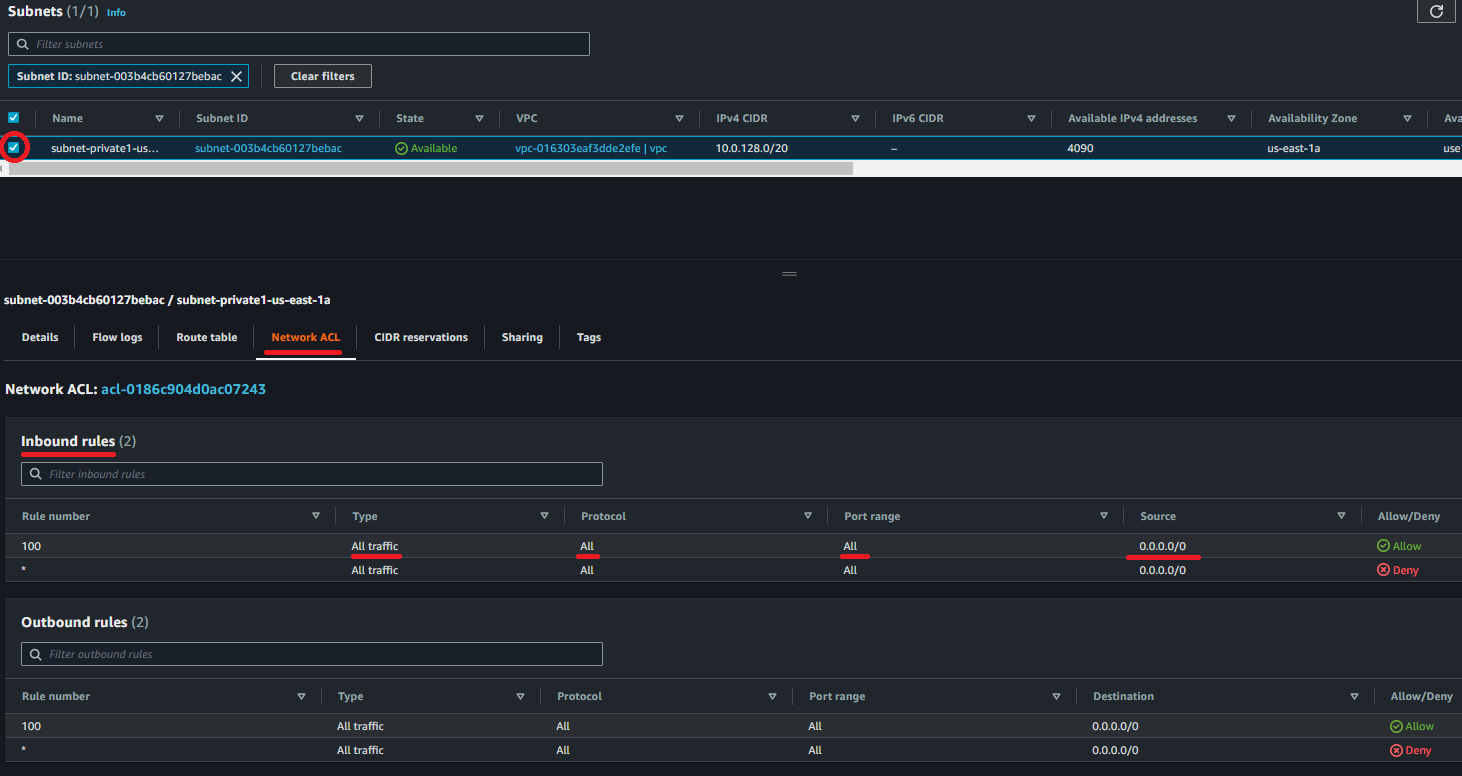 Subnets (1/1) Info
Filter subnets
Subnet ID: subnet-003b4cb60127bebac Clear filters
Name Subnet ID State VPC IPv4 CIDR IPv6 CIDR Available IPv4 addresses Availability Zone Ava
subnet-private1-us... subnet-003b4cb60127bebac Available vpc-016303eaf3dde2efe | vpc 10.0.128.0/20 – 4090 us-east-1a use
subnet-003b4cb60127bebac / subnet-private1-us-east-1a
Details Flow logs Route table Network ACL CIDR reservations Sharing Tags
Network ACL: acl-0186c904d0ac07243
Inbound rules (2)
Filter inbound rules
Rule number Type Protocol Port range Source Allow/Deny
100 All traffic All All 0.0.0.0/0 Allow
* All traffic All All 0.0.0.0/0 Deny
Outbound rules (2)
Filter outbound rules
Rule number Type Protocol Port range Destination Allow/Deny
100 All traffic All All 0.0.0.0/0 Allow
* All traffic All All 0.0.0.0/0 Deny